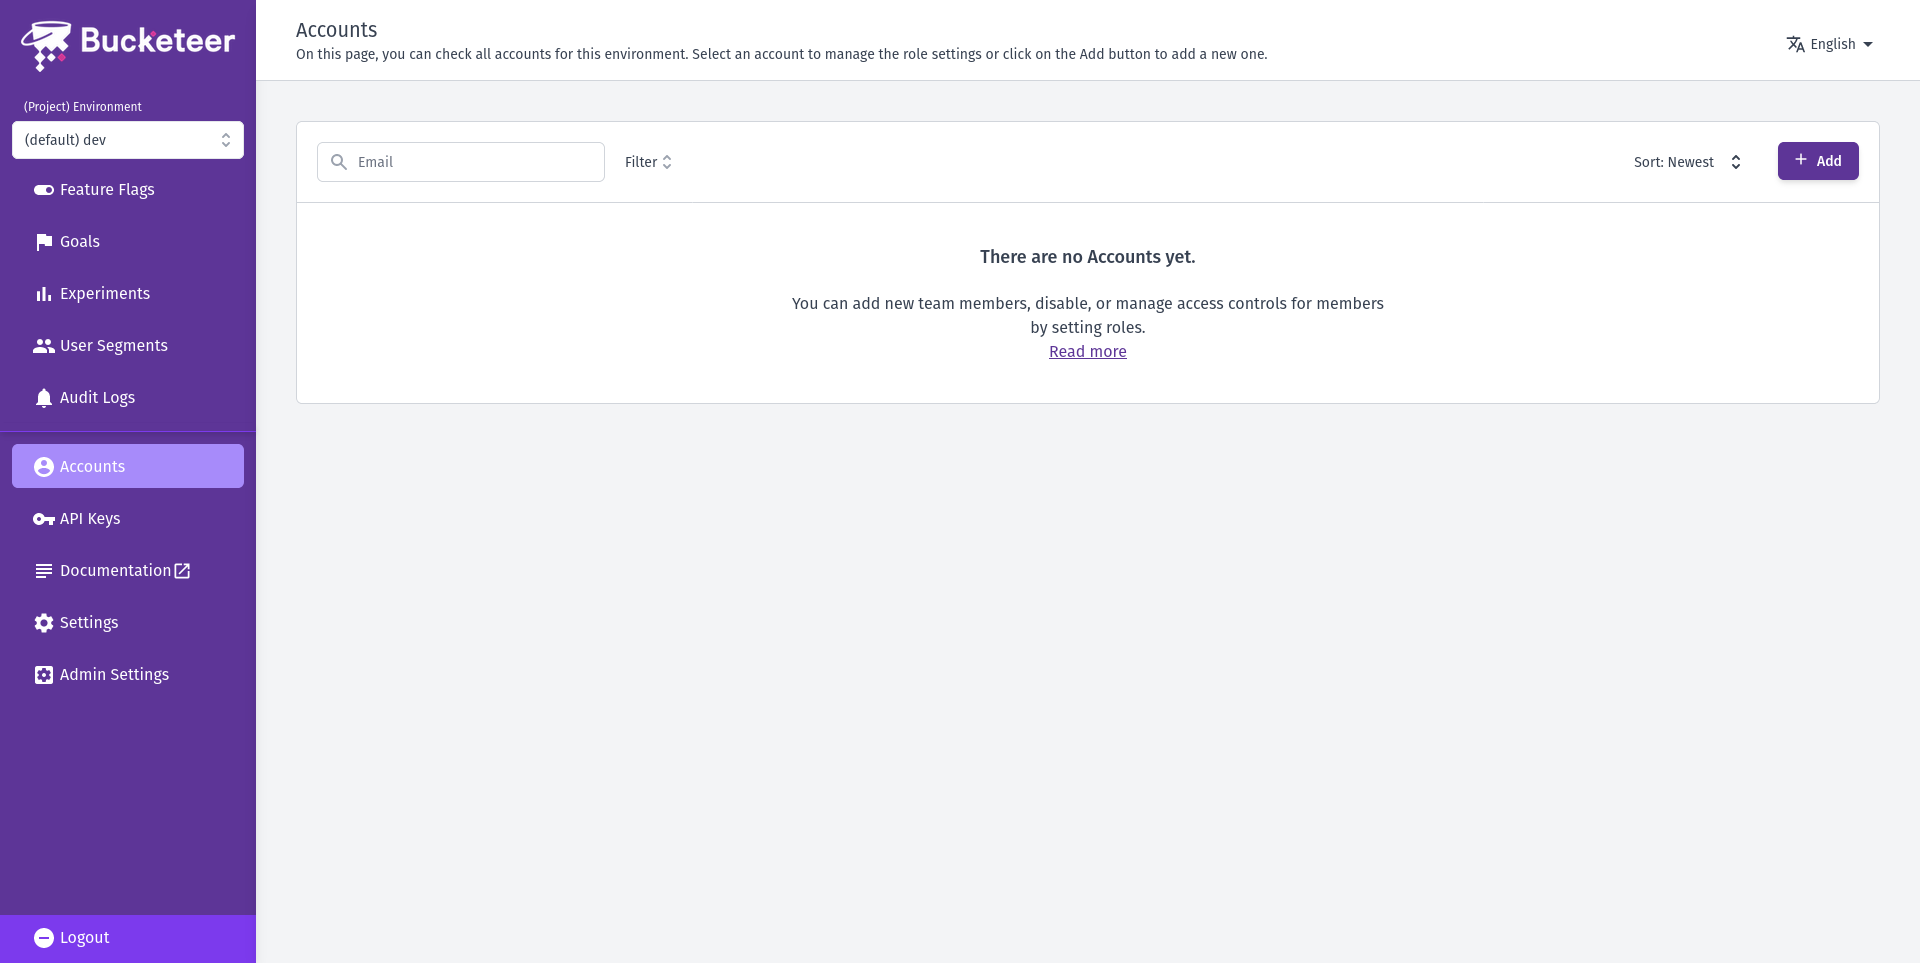 Bucketeer
(Project) Environment
(default) dev
Feature Flags
Goals
Experiments
User Segments
Audit Logs
Accounts
API Keys
Documentation
Settings
Admin Settings
Logout
Accounts
On this page, you can check all accounts for this environment. Select an account to manage the role settings or click on the Add button to add a new one.
English
Email
Filter
Sort: Newest
Add
There are no Accounts yet.
You can add new team members, disable, or manage access controls for members
by setting roles.
Read more